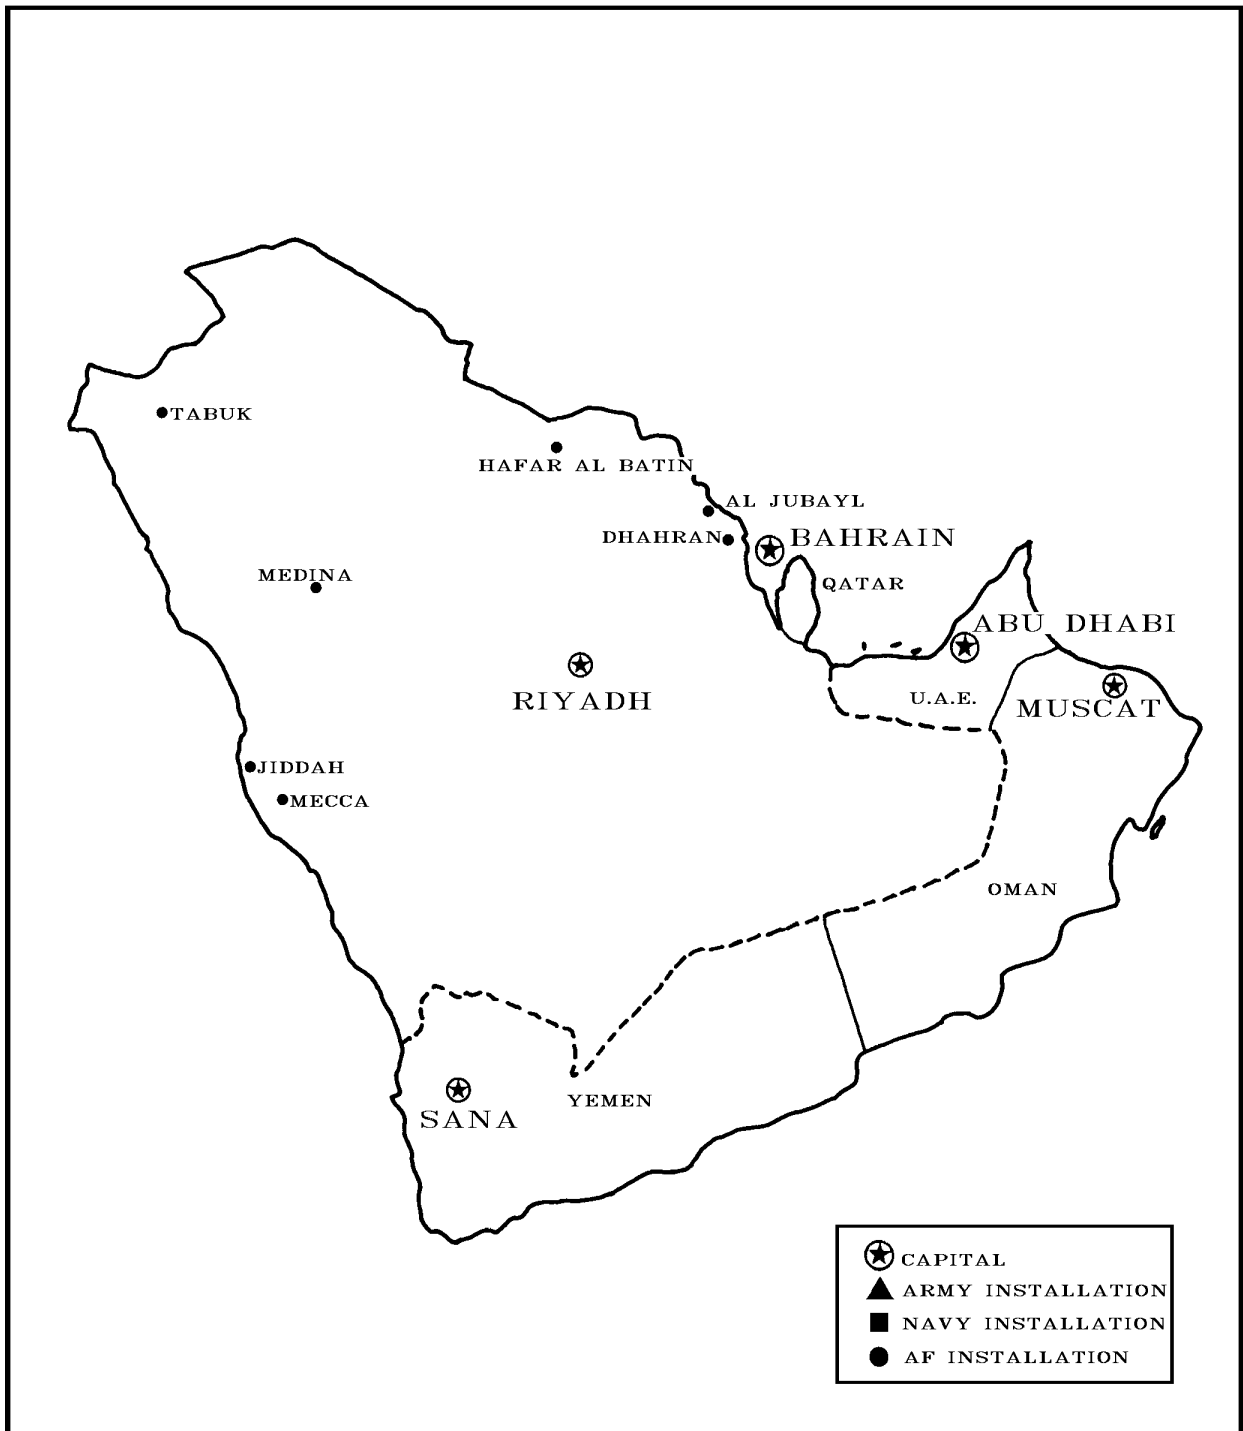 TABUK
HAFAR AL BATIN
AL JUBAYL
DHAHRAN
BAHRAIN
MEDINA
QATAR
ABU DHABI
RIYADH
U.A.E.
MUSCAT
JIDDAH
MECCA
OMAN
YEMEN
SANA
CAPITAL
ARMY INSTALLATION
NAVY INSTALLATION
AF INSTALLATION